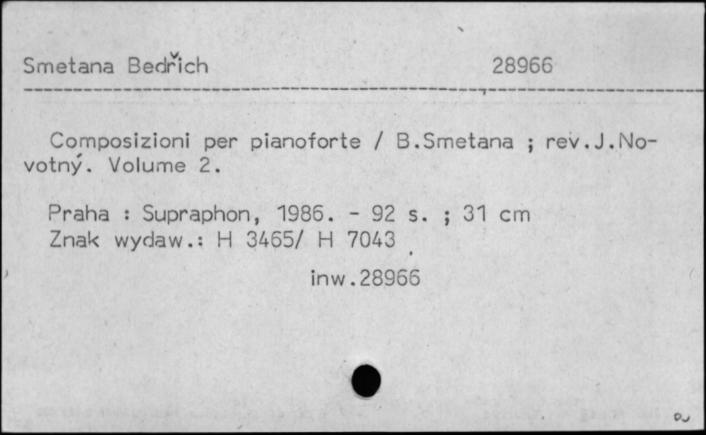 Smetana Bedřich 28966
Composizioni per pianoforte / B.Smetana ; rev.J.No-
votný. Volume 2.
Praha : Supraphon, 1986. - 92 s. ; 31 cm
Znak wydaw.: H 3465/ H 7043
inw.28966